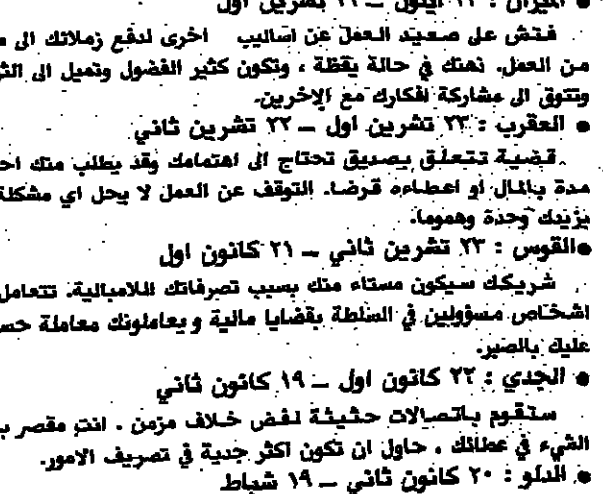 ● الميزان : ٢٣ ايلول – ٢٢ تشرين اول
فتش على صعيد العمل عن اساليب اخرى لدفع زملائك الى
من العمل. ذهنك في حالة يقظة ، وتكون كثير الفضول وتميل الى
وتتوق الى مشاركة افكارك مع الاخرين.
● العقرب : ٢٣ تشرين اول – ٢٢ تشرين ثاني
قضية تتعلق بصديق تحتاج الى اهتمامك وقد يطلب منك
مدة بالمال او اعطاءه قرضا. التوقف عن العمل لا يحل اي مشكلة
يزيدك وحدة وهموما.
●القوس : ٢٣ تشرين ثاني – ٢١ كانون اول
شريكك سيكون مستاء منك بسبب تصرفاتك اللامبالية. تتعامل
اشخاص مسؤولين في السلطة بقضايا مالية و يعاملونك معاملة
عليك بالصبر.
● الجدي : ٢٢ كانون اول – ١٩ كانون ثاني
ستقوم باتصالات حثيثة لفض خلاف مزمن . انت مقصر
الشيء في عطائك . حاول ان تكون اكثر جدية في تصريف الامور.
● الدلو : ٢٠ كانون ثاني – ١٩ شباط